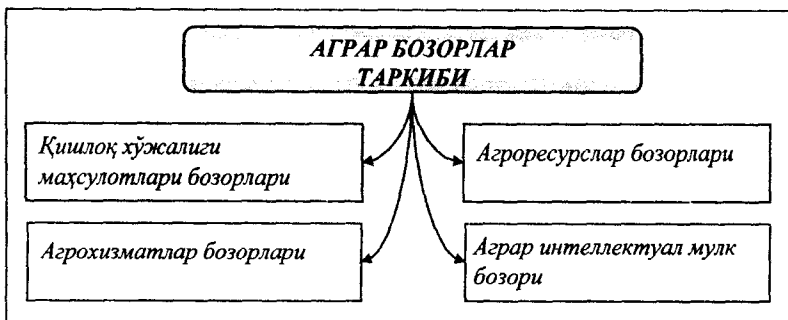 АГРАР БОЗОРЛАР
ТАРКИБИ
Қишлоқ хўжалиги
маҳсулотлари бозорлари
Агроресурслар бозорлари
Агрохизматлар бозорлари
Аграр интеллектуал мулк
бозори